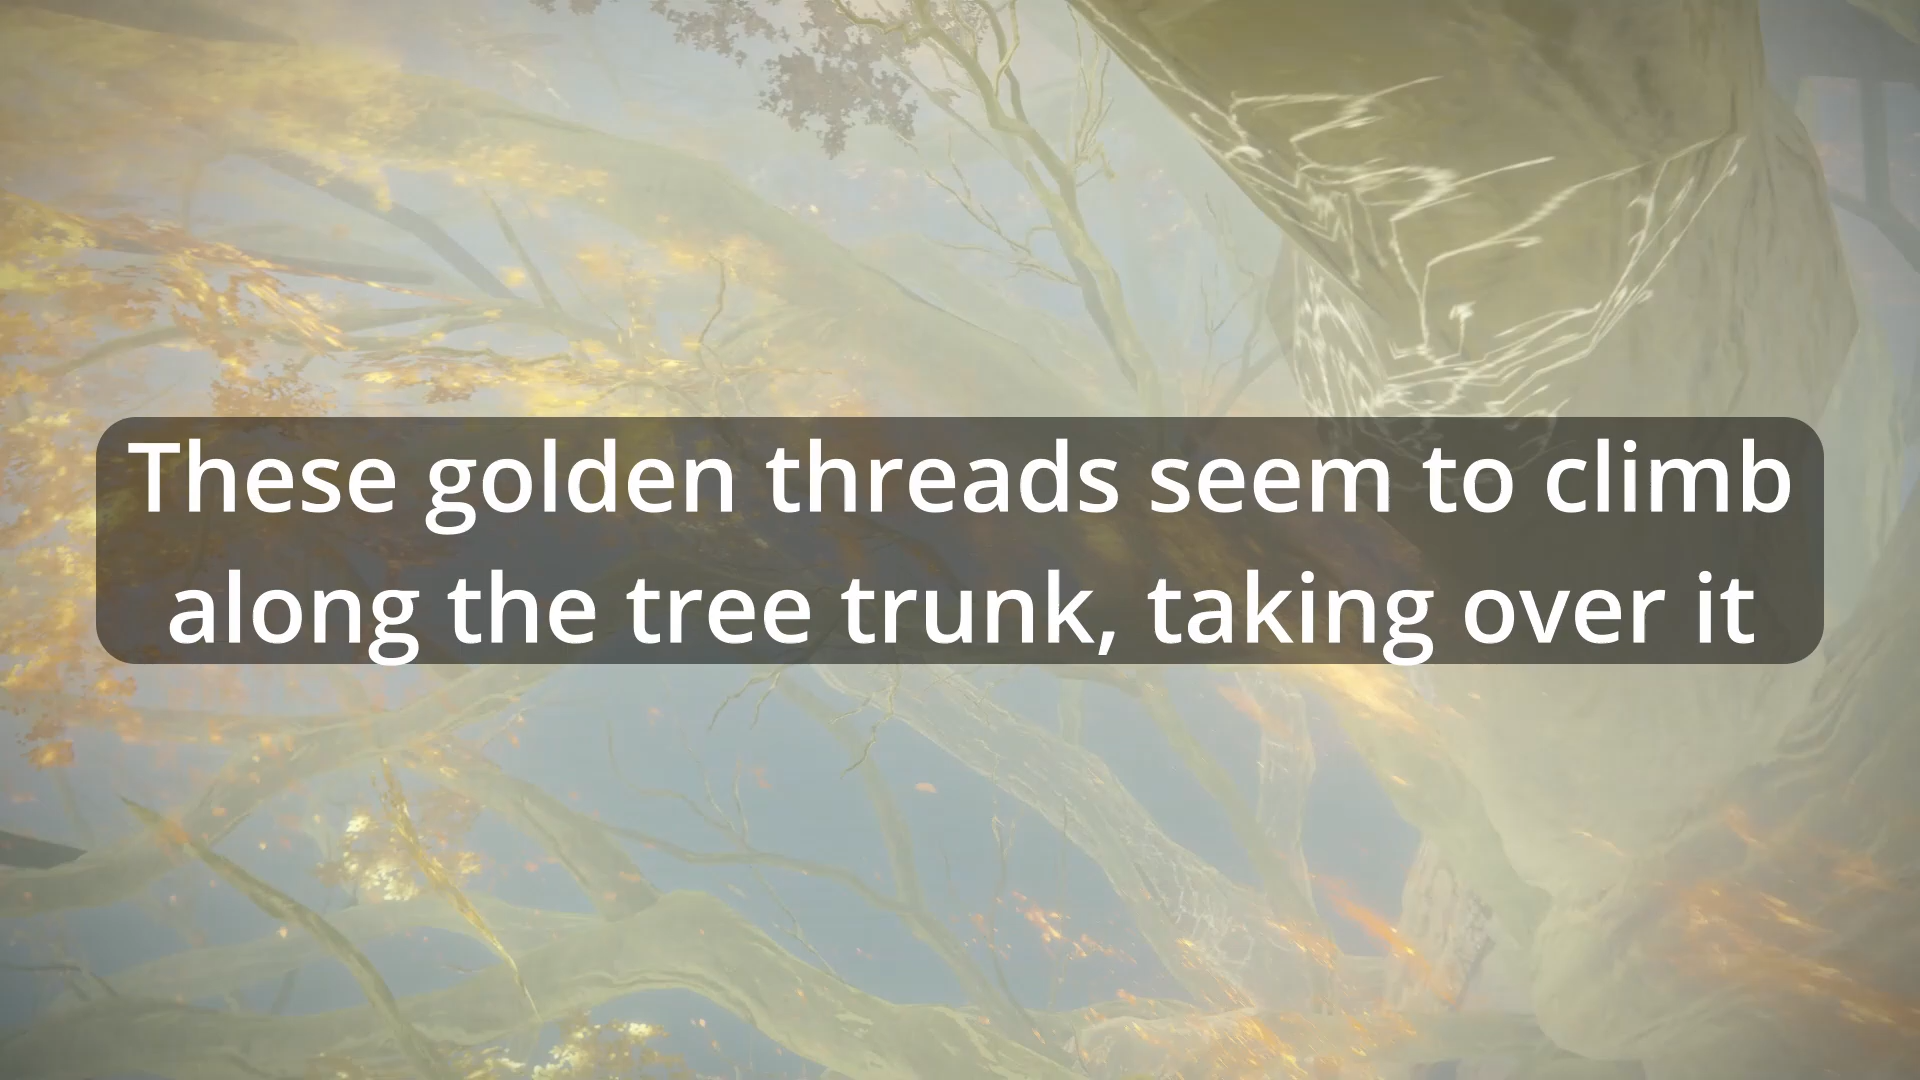 These golden threads seem to climb
along the tree trunk, taking over it